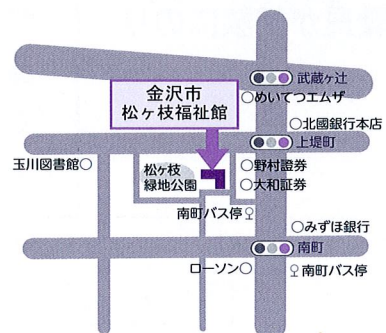 武蔵ヶ辻
○めいてつエムザ
金沢市
松ヶ枝福祉館
○北國銀行本店
上堤町
玉川図書館○
松ヶ枝
緑地公園
○野村證券
○大和証券
南町バス停
○みずほ銀行
南町
ローソン○
南町バス停